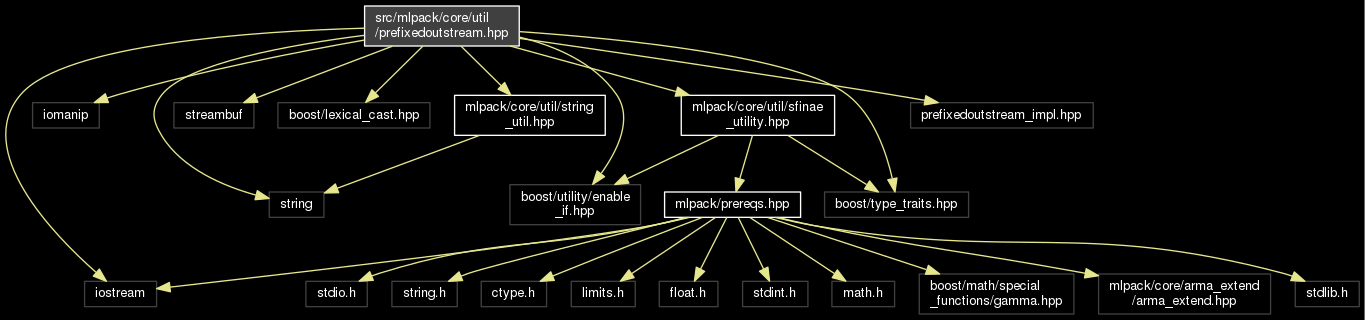 src/mlpack/core/util
/prefixedoutstream.hpp
iomanip
streambuf
boost/lexical_cast.hpp
mlpack/core/util/string
_util.hpp
mlpack/core/util/sfinae
_utility.hpp
prefixedoutstream_impl.hpp
string
boost/utility/enable
_if.hpp
mlpack/prereqs.hpp
boost/type_traits.hpp
iostream
stdio.h
string.h
ctype.h
limits.h
float.h
stdint.h
math.h
boost/math/special
_functions/gamma.hpp
mlpack/core/arma_extend
/arma_extend.hpp
stdlib.h